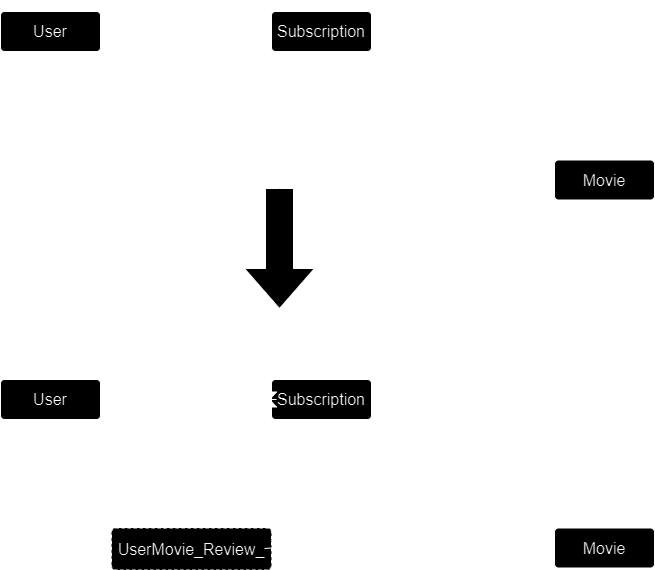 User
Subscription
Movie
User
Subscription
UserMovie_Review_
Movie